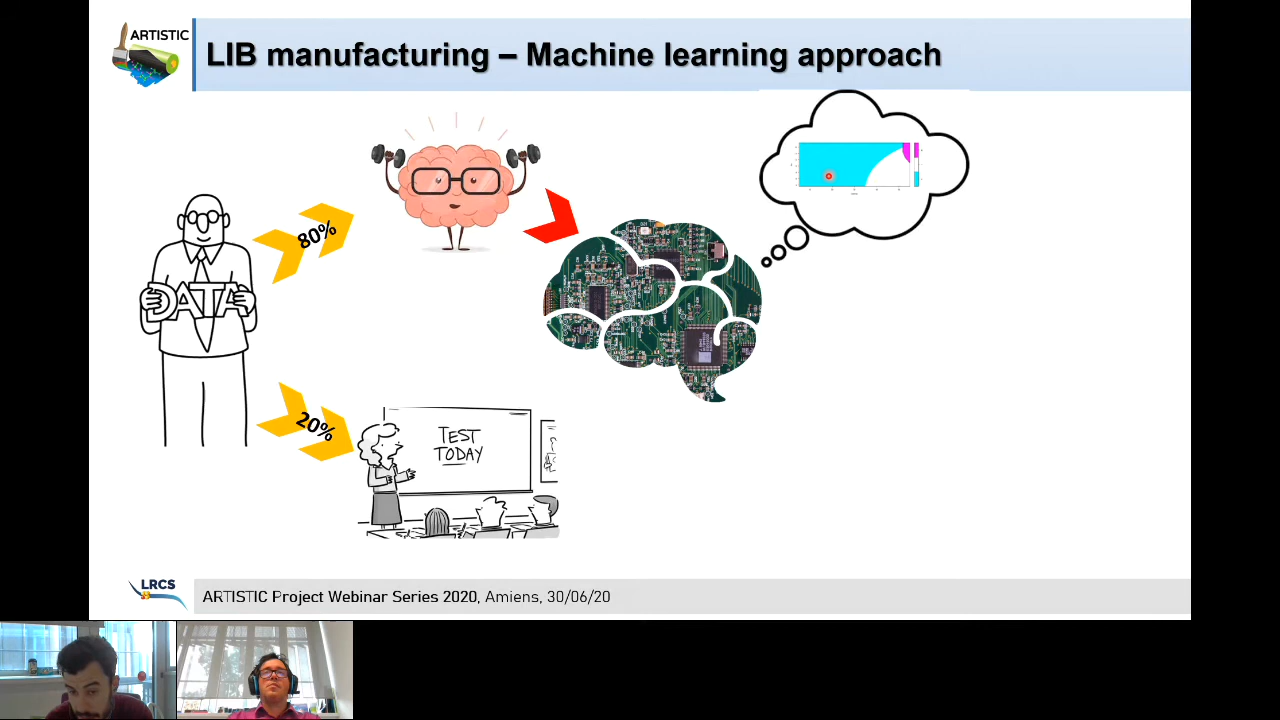 ARTISTIC
LIB manufacturing – Machine learning approach
80%
DATA
20%
TEST
TODAY
LRCS
ARTISTIC Project Webinar Series 2020, Amiens, 30/06/20